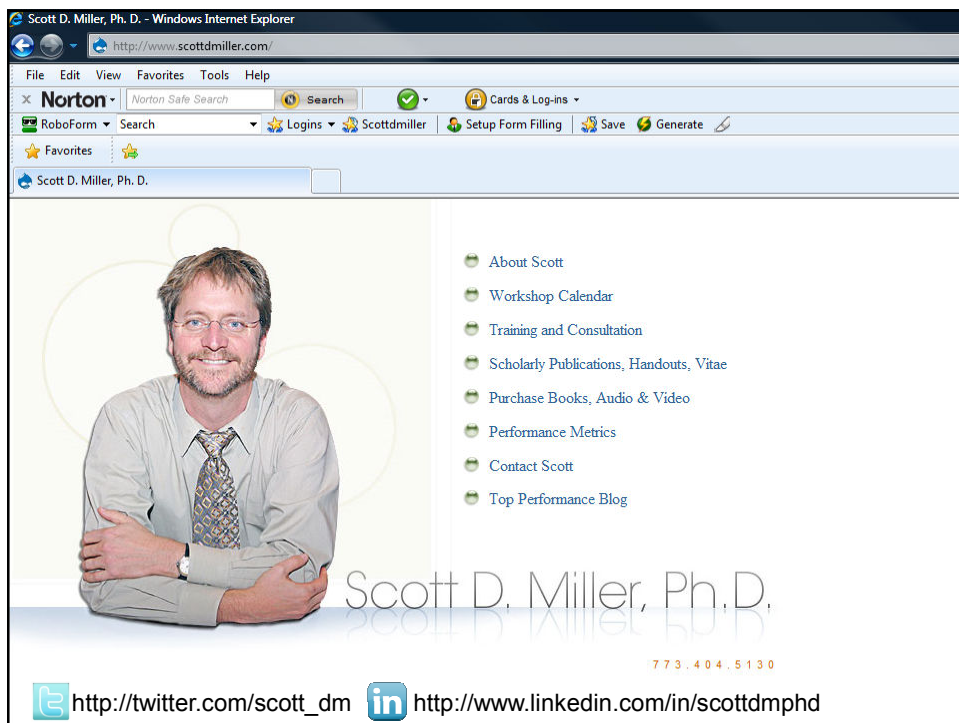 Scott D. Miller, Ph. D. - Windows Internet Explorer
http://www.scottdmiller.com/
File Edit View Favorites Tools Help
x Norton Norton Safe Search Search Cards & Log-ins
RoboForm Search Logins Scottdmiller Setup Form Filling Save Generate
Favorites
Scott D. Miller, Ph. D.
About Scott
Workshop Calendar
Training and Consultation
Scholarly Publications, Handouts, Vitae
Purchase Books, Audio & Video
Performance Metrics
Contact Scott
Top Performance Blog
Scott D. Miller, Ph.D.
773.404.5130
http://twitter.com/scott_dm in http://www.linkedin.com/in/scottdmphd